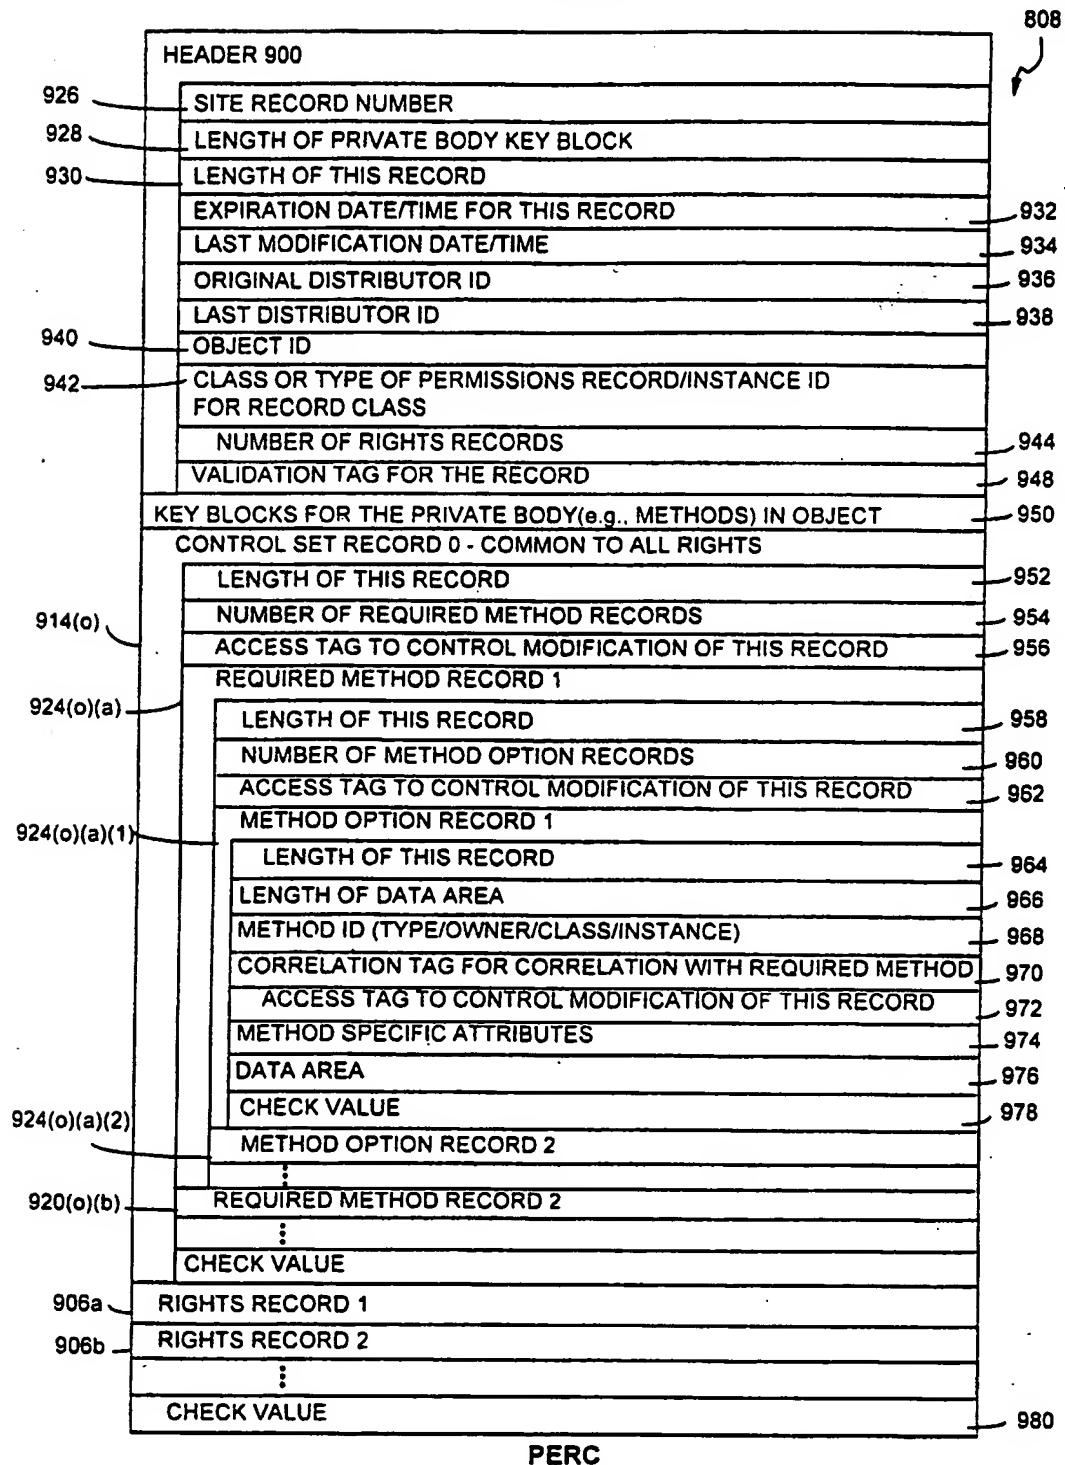 808
HEADER 900
926 SITE RECORD NUMBER
928 LENGTH OF PRIVATE BODY KEY BLOCK
930 LENGTH OF THIS RECORD
EXPIRATION DATE/TIME FOR THIS RECORD 932
LAST MODIFICATION DATE/TIME 934
ORIGINAL DISTRIBUTOR ID 936
LAST DISTRIBUTOR ID 938
940 OBJECT ID
942 CLASS OR TYPE OF PERMISSIONS RECORD/INSTANCE ID
FOR RECORD CLASS
NUMBER OF RIGHTS RECORDS 944
VALIDATION TAG FOR THE RECORD 948
KEY BLOCKS FOR THE PRIVATE BODY(e.g., METHODS) IN OBJECT 950
CONTROL SET RECORD 0 - COMMON TO ALL RIGHTS
LENGTH OF THIS RECORD 952
914(o) NUMBER OF REQUIRED METHOD RECORDS 954
ACCESS TAG TO CONTROL MODIFICATION OF THIS RECORD 956
REQUIRED METHOD RECORD 1
924(o)(a) LENGTH OF THIS RECORD 958
NUMBER OF METHOD OPTION RECORDS 960
ACCESS TAG TO CONTROL MODIFICATION OF THIS RECORD 962
924(o)(a)(1) METHOD OPTION RECORD 1
LENGTH OF THIS RECORD 964
LENGTH OF DATA AREA 966
METHOD ID (TYPE/OWNER/CLASS/INSTANCE) 968
CORRELATION TAG FOR CORRELATION WITH REQUIRED METHOD 970
ACCESS TAG TO CONTROL MODIFICATION OF THIS RECORD 972
METHOD SPECIFIC ATTRIBUTES 974
DATA AREA 976
CHECK VALUE 978
924(o)(a)(2) METHOD OPTION RECORD 2
920(o)(b) REQUIRED METHOD RECORD 2
CHECK VALUE
906a RIGHTS RECORD 1
906b RIGHTS RECORD 2
CHECK VALUE 980
PERC